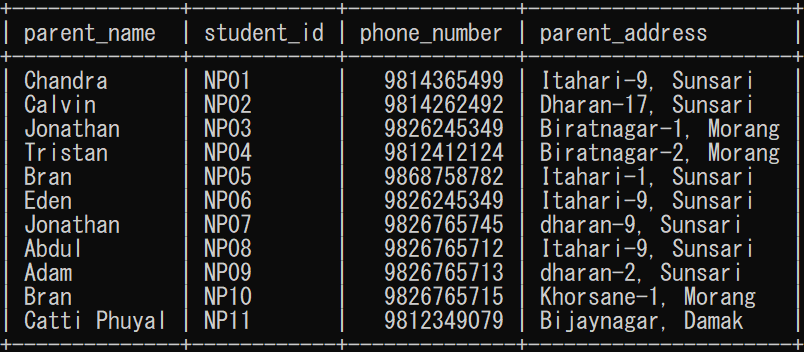 parent_name | student_id | phone_number | parent_address
Chandra | NP01 | 9814365499 | Itahari-9, Sunsari
Calvin | NP02 | 9814262492 | Dharan-17, Sunsari
Jonathan | NP03 | 9826245349 | Biratnagar-1, Morang
Tristan | NP04 | 9812412124 | Biratnagar-2, Morang
Bran | NP05 | 9868758782 | Itahari-1, Sunsari
Eden | NP06 | 9826245349 | Itahari-9, Sunsari
Jonathan | NP07 | 9826765745 | dharan-9, Sunsari
Abdul | NP08 | 9826765712 | Itahari-9, Sunsari
Adam | NP09 | 9826765713 | dharan-2, Sunsari
Bran | NP10 | 9826765715 | Khorsane-1, Morang
Catti Phuyal | NP11 | 9812349079 | Bijaynagar, Damak